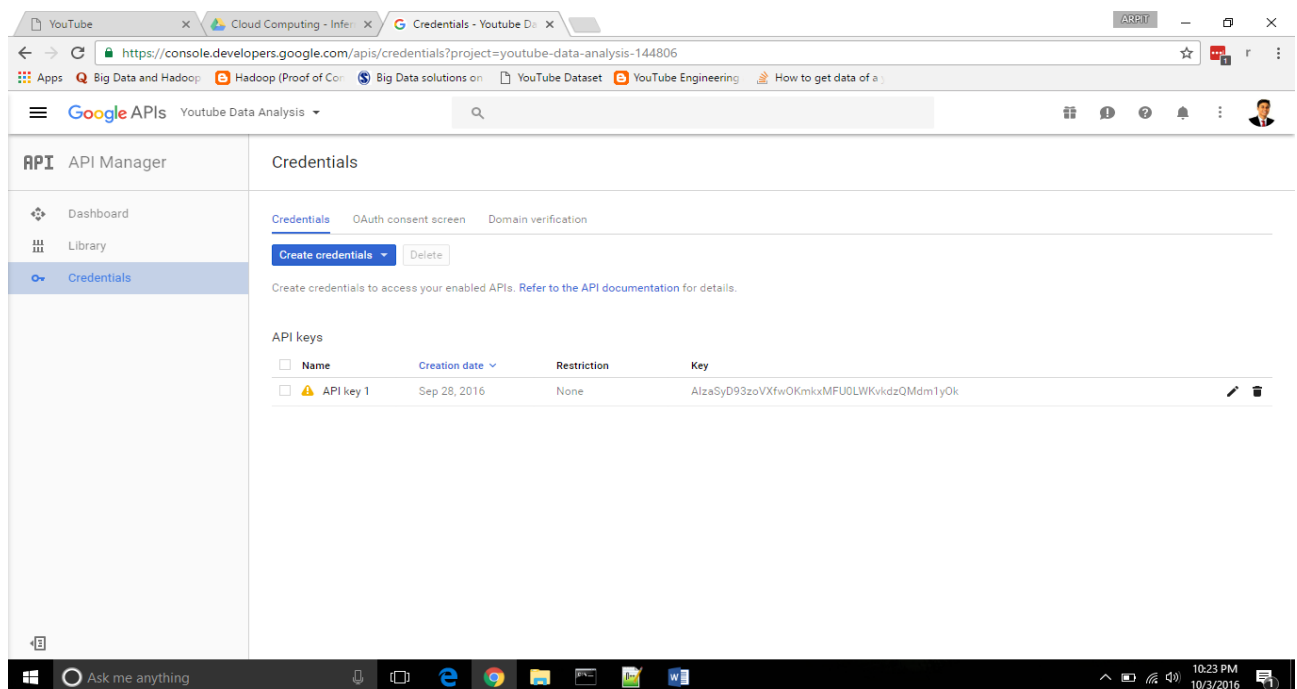 YouTube
Cloud Computing - Infer
Credentials - Youtube Da
ARPIT
https://console.developers.google.com/apis/credentials?project=youtube-data-analysis-144806
Apps Big Data and Hadoop Hadoop (Proof of Con Big Data solutions on YouTube Dataset YouTube Engineering How to get data of a
Google APIs Youtube Data Analysis
API API Manager
Credentials
Dashboard
Library
Credentials
Credentials OAuth consent screen Domain verification
Create credentials Delete
Create credentials to access your enabled APIs. Refer to the API documentation for details.
API keys
Name Creation date Restriction Key
API key 1 Sep 28, 2016 None AIzaSyD93zoVXfwOKmkxMFU0LWKvkdzQMdm1yOk
Ask me anything
10:23 PM
10/3/2016